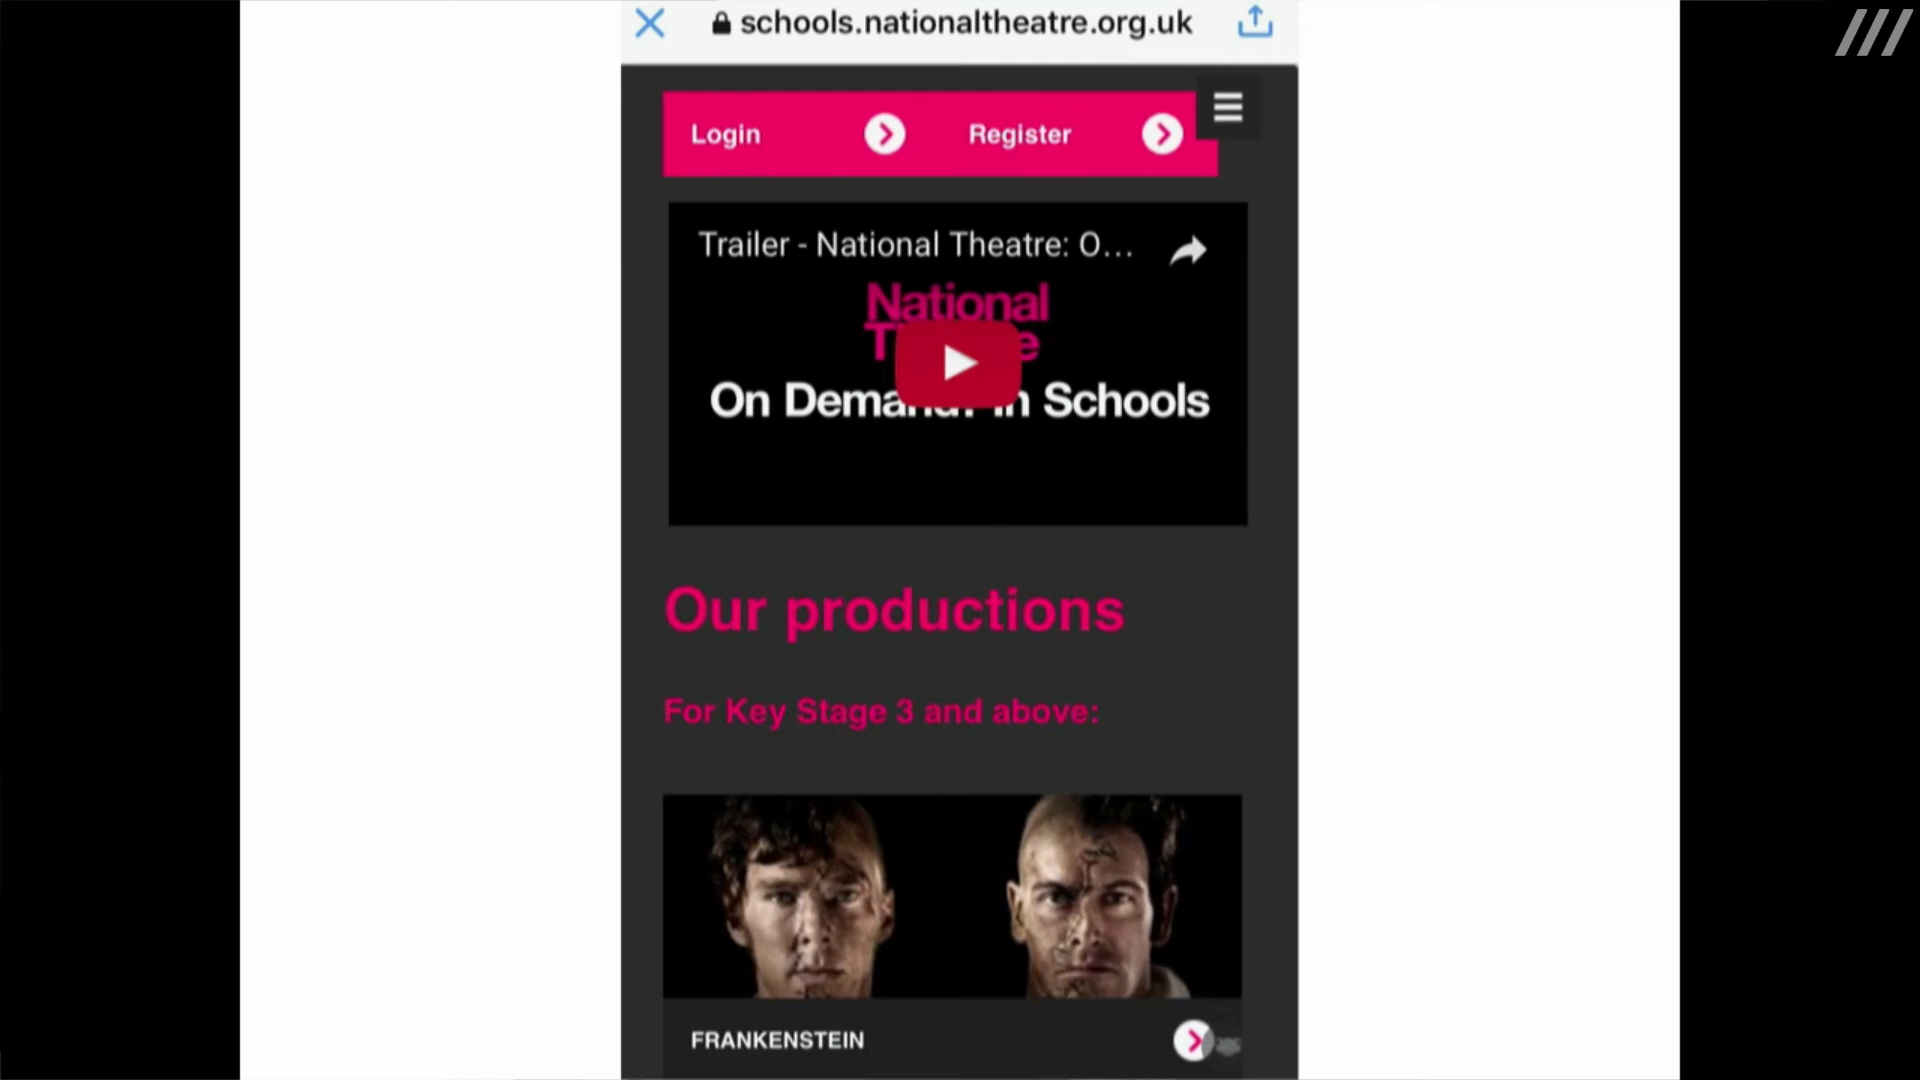 schools.nationaltheatre.org.uk
Login
Register
Trailer - National Theatre: O...
National
On Schools
Our productions
For Key Stage 3 and above:
FRANKENSTEIN